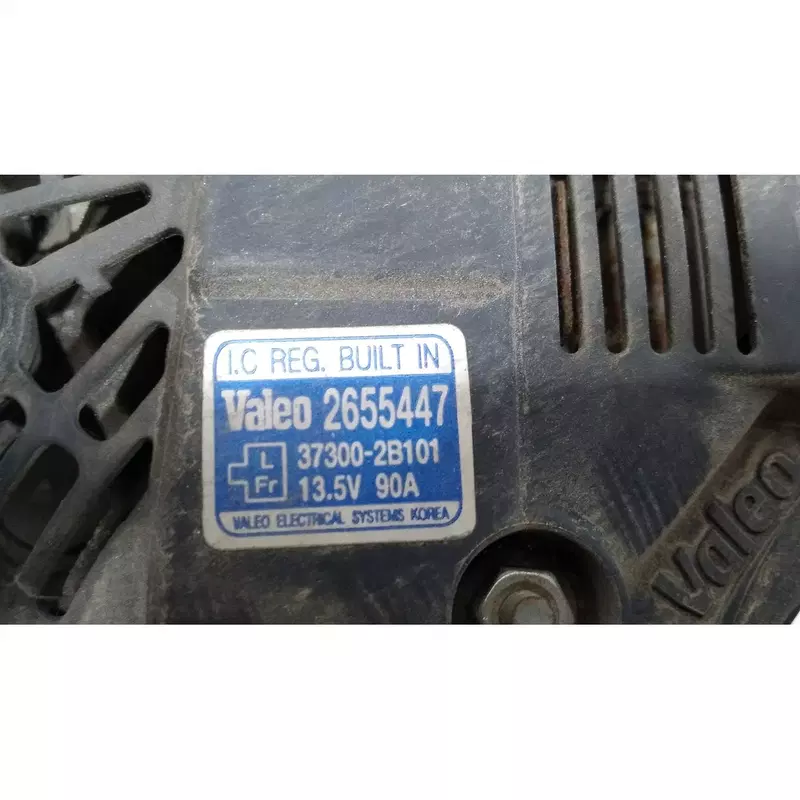 I.C REG. BUILT IN
Valeo 2655447
L 37300-2B101
Fr 13.5V 90A
VALEO ELECTRICAL SYSTEMS KOREA
Valeo